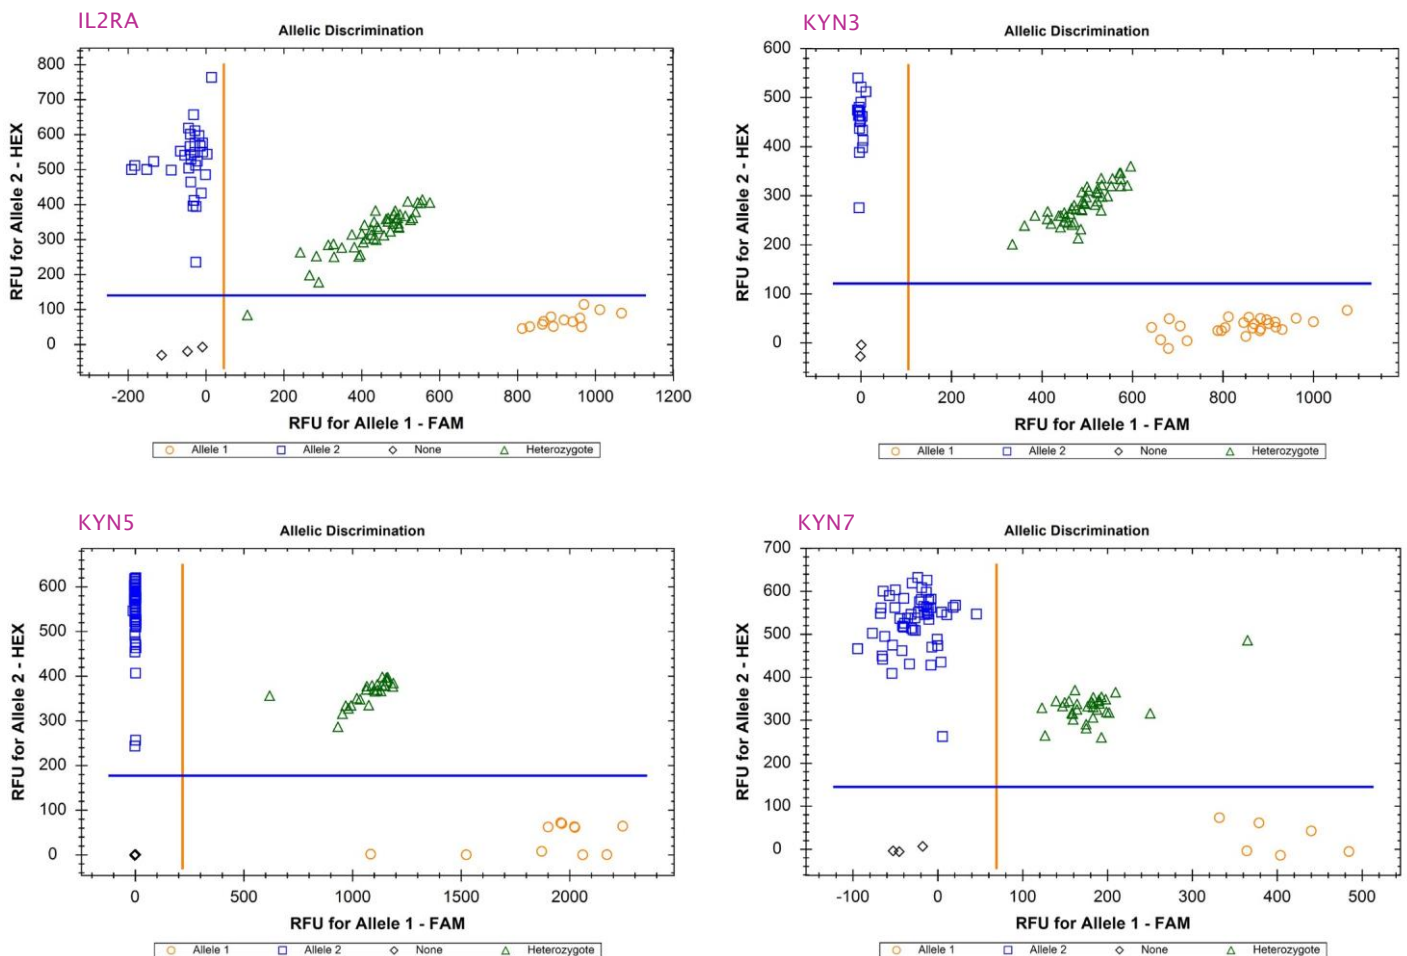 IL2RA
Allelic Discrimination
RFU for Allele 2 - HEX
800
700
600
500
400
300
200
100
0
-200 0 200 400 600 800 1000 1200
RFU for Allele 1 - FAM
Allele 1 Allele 2 None Heterozygote
KYN3
Allelic Discrimination
RFU for Allele 2 - HEX
600
500
400
300
200
100
0
0 200 400 600 800 1000
RFU for Allele 1 - FAM
Allele 1 Allele 2 None Heterozygote
KYN5
Allelic Discrimination
RFU for Allele 2 - HEX
600
500
400
300
200
100
0
0 500 1000 1500 2000
RFU for Allele 1 - FAM
Allele 1 Allele 2 None Heterozygote
KYN7
Allelic Discrimination
RFU for Allele 2 - HEX
700
600
500
400
300
200
100
0
-100 0 100 200 300 400 500
RFU for Allele 1 - FAM
Allele 1 Allele 2 None Heterozygote